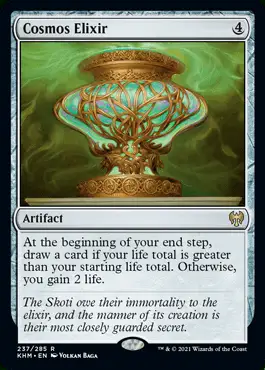 Cosmos Elixir 4
Artifact
At the beginning of your end step,
draw a card if your life total is greater
than your starting life total. Otherwise,
you gain 2 life.
The Skoti owe their immortality to the
elixir, and the manner of its creation is
their most closely guarded secret.
237/285 R
KHM • EN VOLKAN BAGA
™ & © 2021 Wizards of the Coast